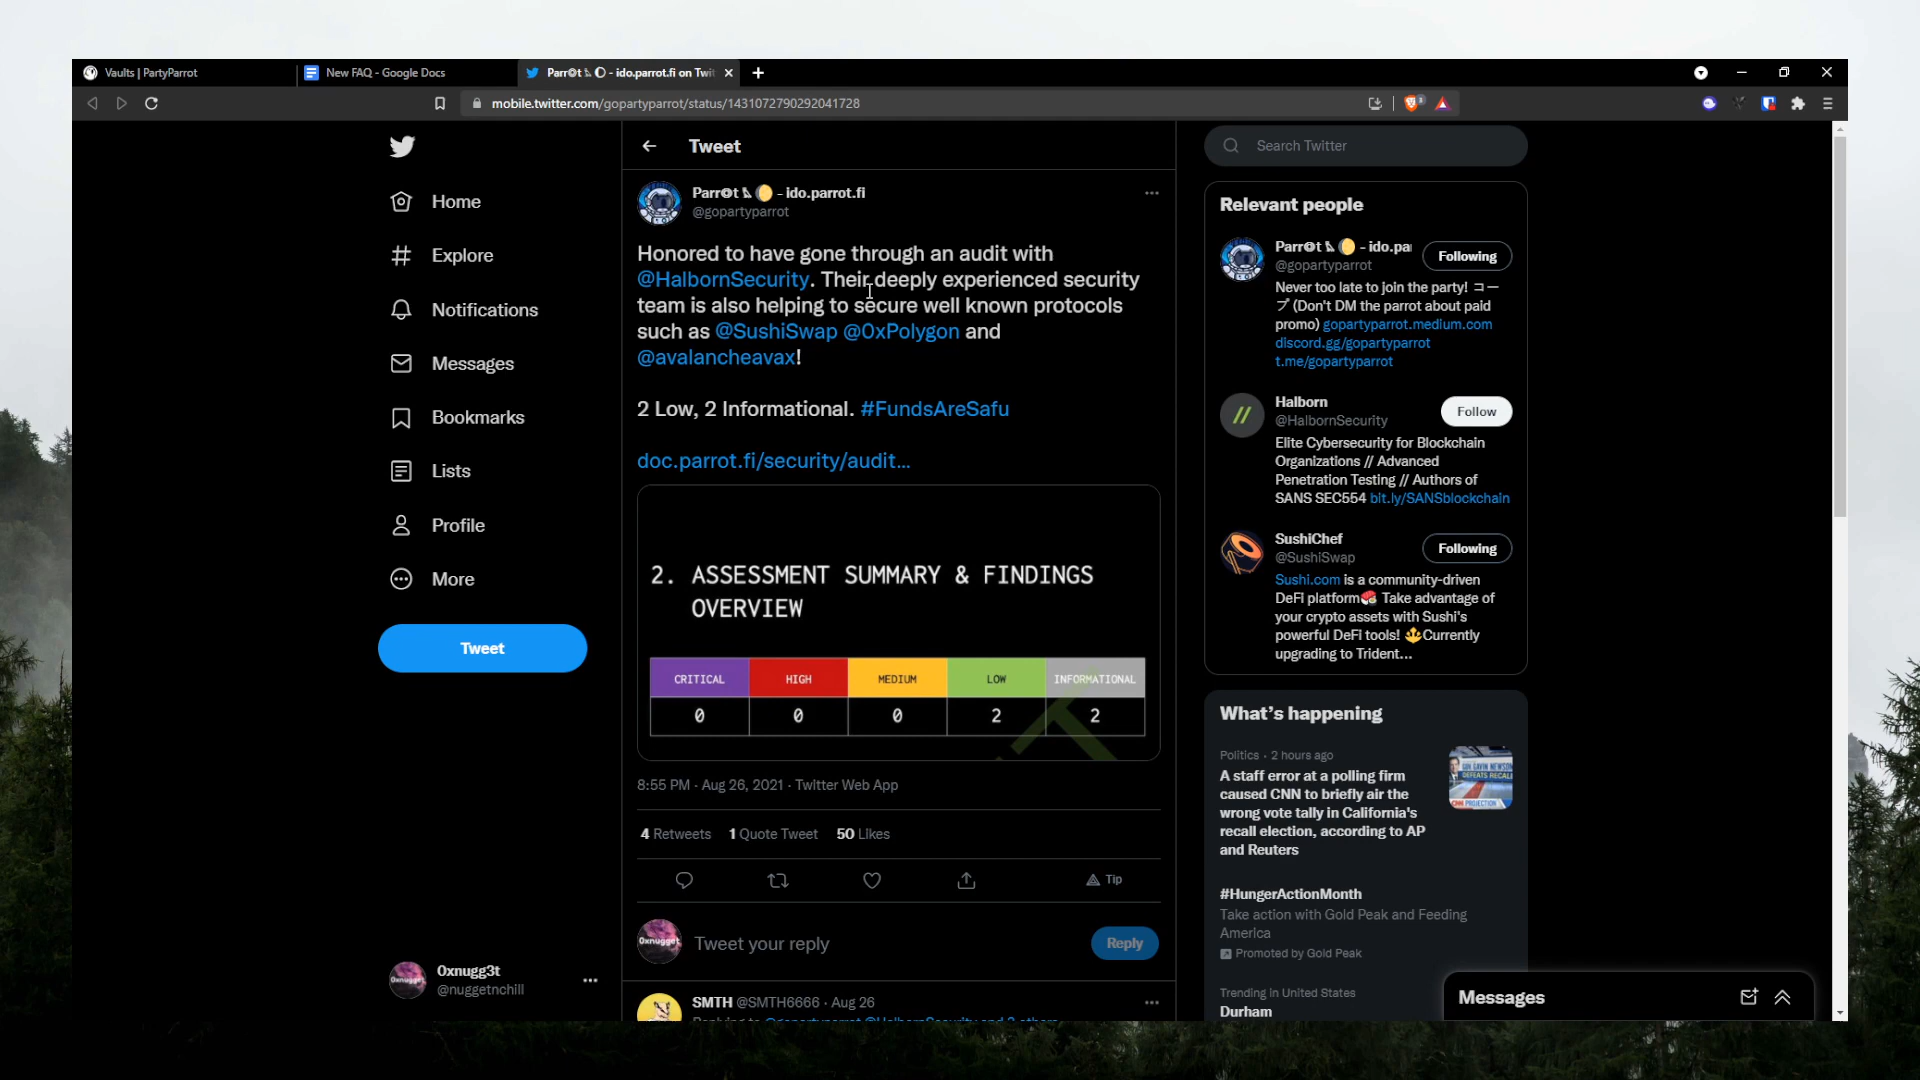 Vaults | PartyParrot
New FAQ - Google Docs
- ido.parrot.fi on Twit
mobile.twitter.com/gopartyparrot/status/1431072790292041728
Home
Explore
Notifications
Messages
Bookmarks
Lists
Profile
More
Tweet
0xnugg3t
@nuggetnchill
Tweet
- ido.parrot.fi
@gopartyparrot
Honored to have gone through an audit with
@HalbornSecurity. Their deeply experienced security
team is also helping to secure well known protocols
such as @SushiSwap @0xPolygon and
@avalancheavax!
2 Low, 2 Informational. #FundsAreSafu
doc.parrot.fi/security/audit…
2. ASSESSMENT SUMMARY & FINDINGS
OVERVIEW
CRITICAL HIGH MEDIUM LOW INFORMATIONAL
0 0 0 2 2
8:55 PM · Aug 26, 2021 · Twitter Web App
4 Retweets 1 Quote Tweet 50 Likes
Tip
0xnugget
Tweet your reply
Reply
SMTH @SMTH6666 · Aug 26
Search Twitter
Relevant people
- ido.pa
Following
@gopartyparrot
Never too late to join the party! コー
プ (Don't DM the parrot about paid
promo) gopartyparrot.medium.com
discord.gg/gopartyparrot
t.me/gopartyparrot
Halborn
@HalbornSecurity
Follow
Elite Cybersecurity for Blockchain
Organizations // Advanced
Penetration Testing // Authors of
SANS SEC554 bit.ly/SANSblockchain
SushiChef
@SushiSwap
Following
Sushi.com is a community-driven
DeFi platform🍣 Take advantage of
your crypto assets with Sushi's
powerful DeFi tools! 🔱Currently
upgrading to Trident...
What's happening
Politics · 2 hours ago
A staff error at a polling firm
caused CNN to briefly air the
wrong vote tally in California's
recall election, according to AP
and Reuters
#HungerActionMonth
Take action with Gold Peak and Feeding
America
Promoted by Gold Peak
Trending in United States
Durham
Messages